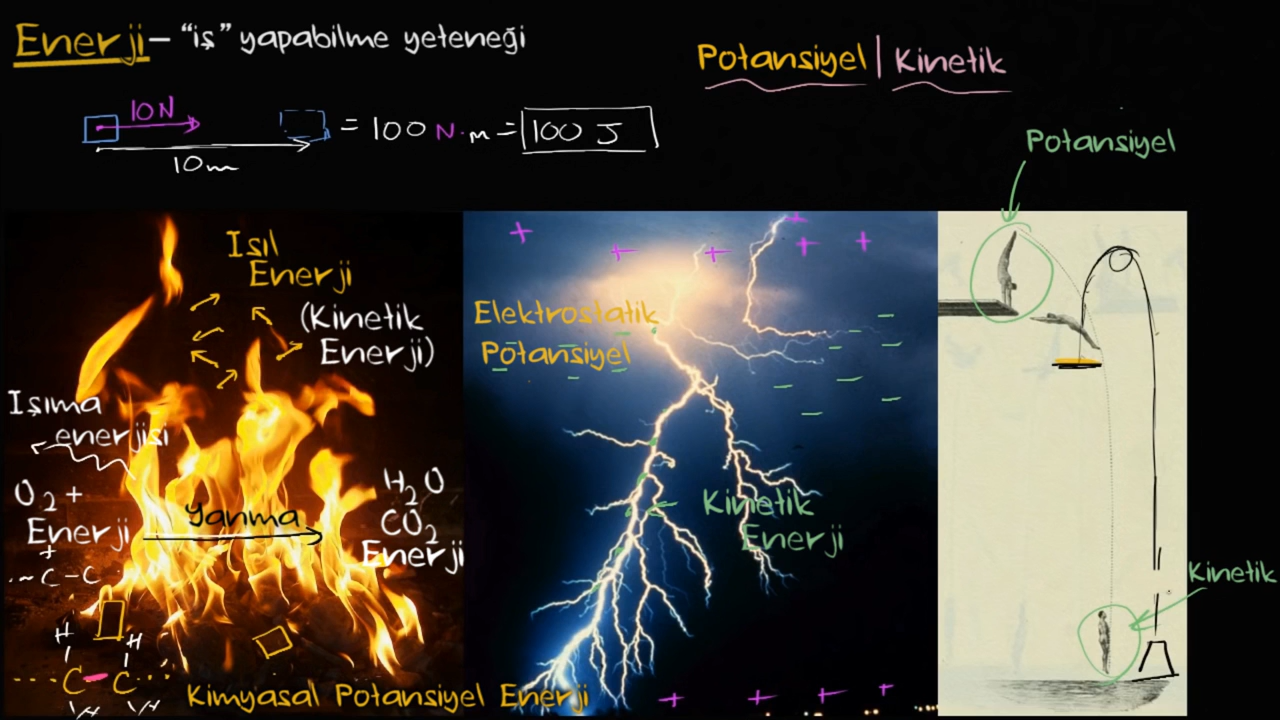 Enerji – “iş” yapabilme yeteneği
Potansiyel | Kinetik
10N
10m
= 100 N·m = 100 J
Potansiyel
Isıl
Enerji
(Kinetik
Enerji)
Elektrostatik
Potansiyel
Işıma
enerjisi
O₂ +
Enerji
+
Yanma
H₂O
CO₂
Enerji
Kinetik
Enerji
Kinetik
C – C
H H
C – C
H H
Kimyasal Potansiyel Enerji